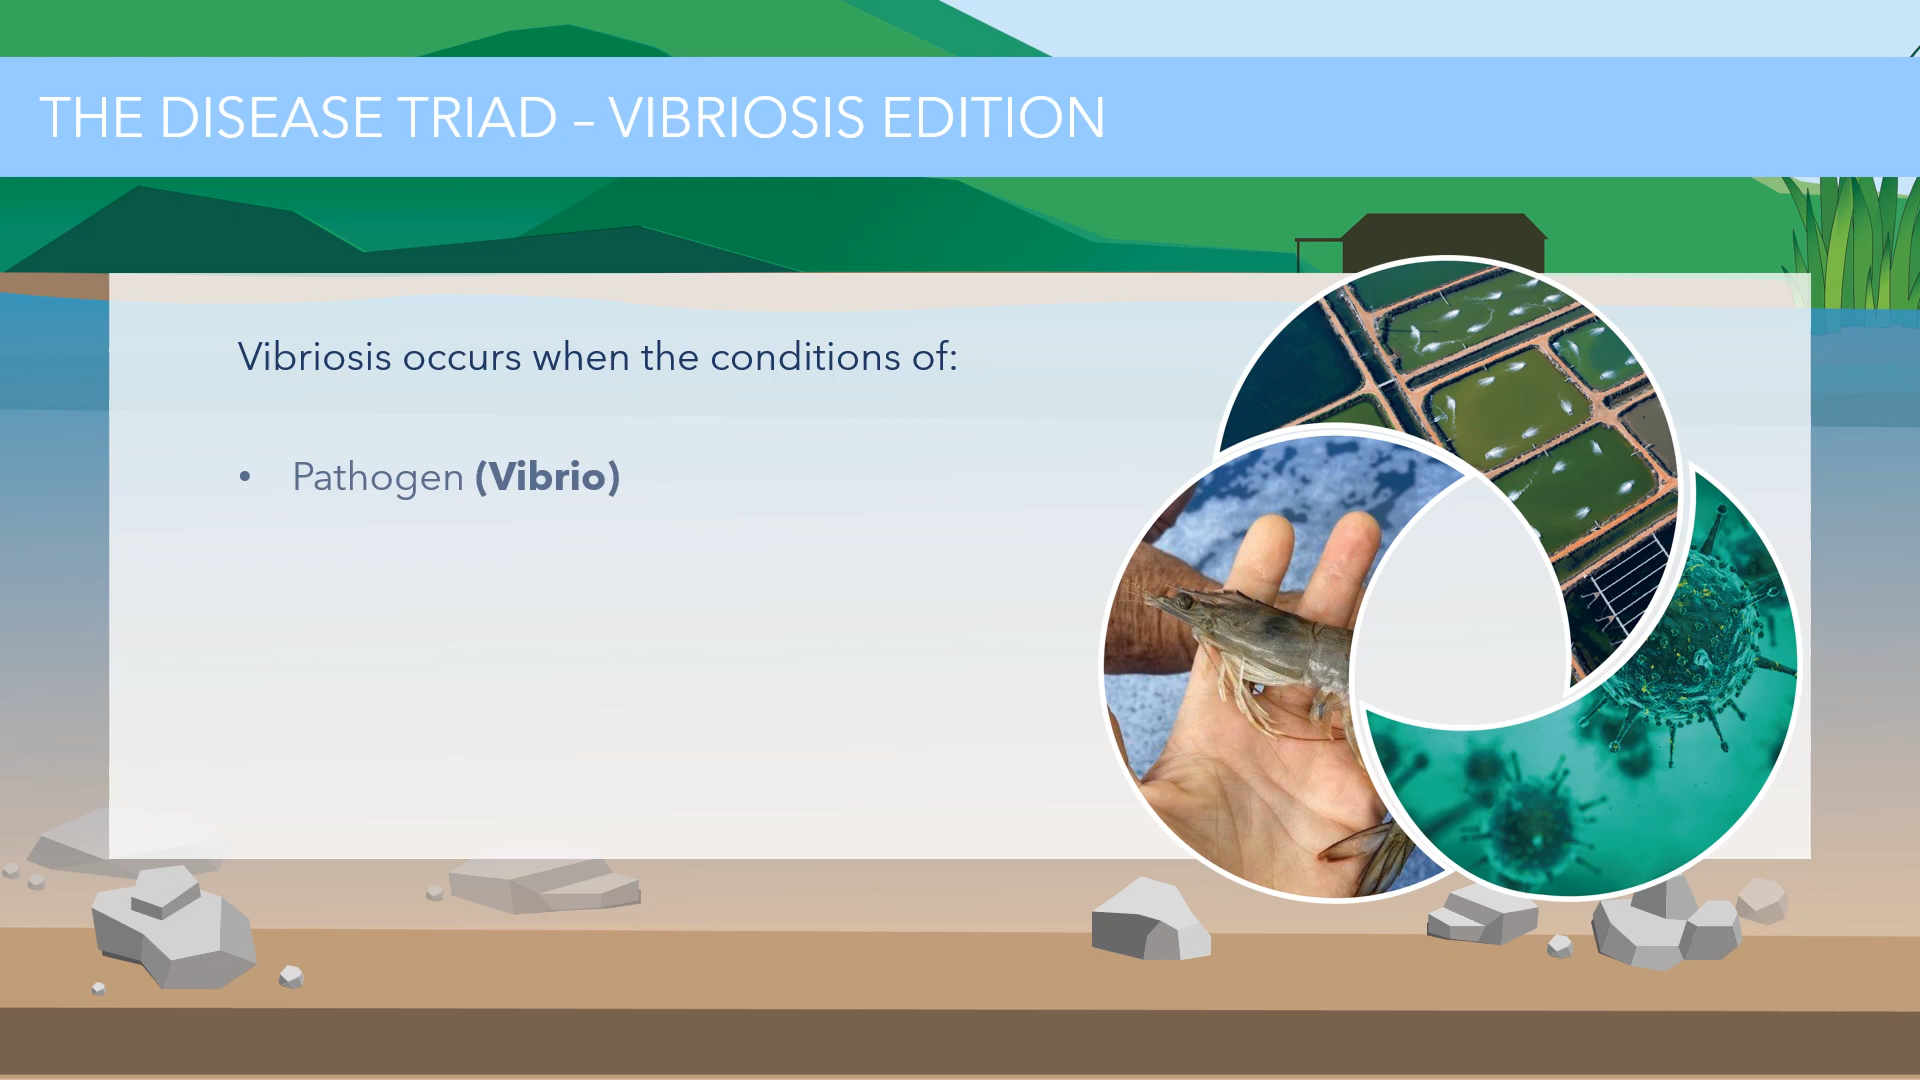 THE DISEASE TRIAD – VIBRIOSIS EDITION
Vibriosis occurs when the conditions of:
• Pathogen (Vibrio)